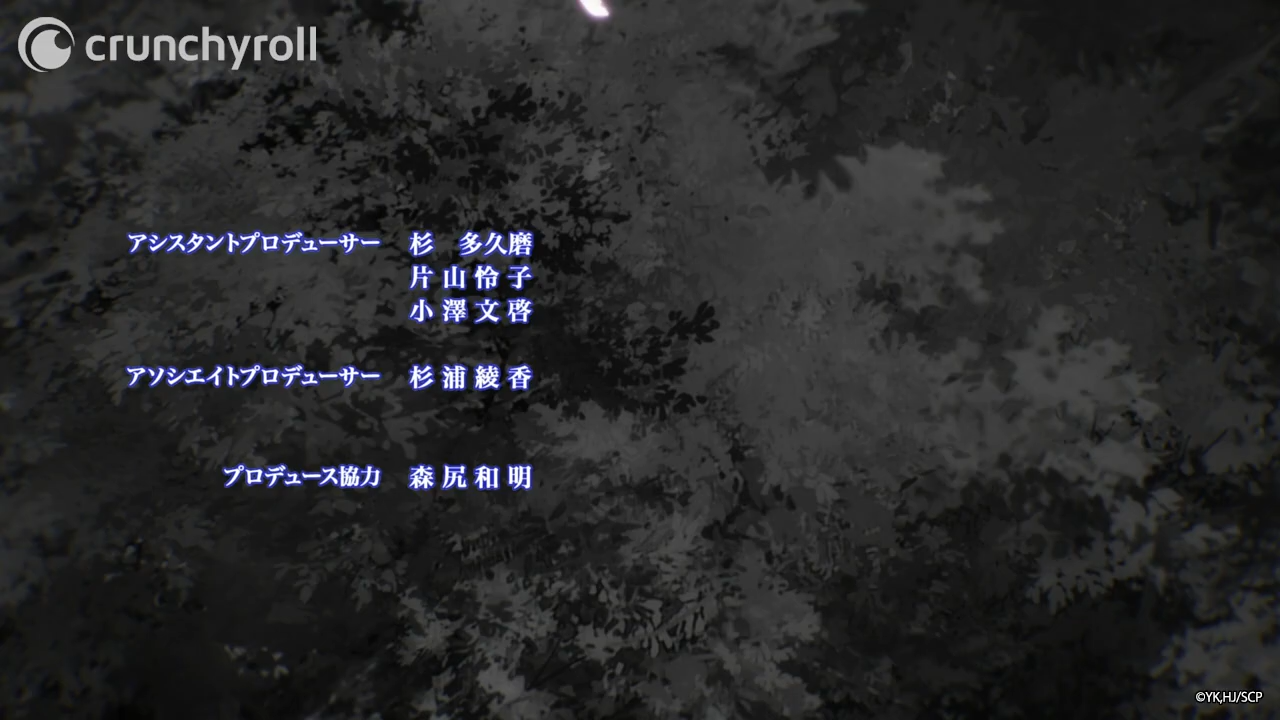 crunchyroll
アシスタントプロデューサー 杉 多久磨
片山怜子
小澤文啓
アソシエイトプロデューサー 杉浦綾香
プロデュース協力 森尻和明
©YK,HJ/SCP